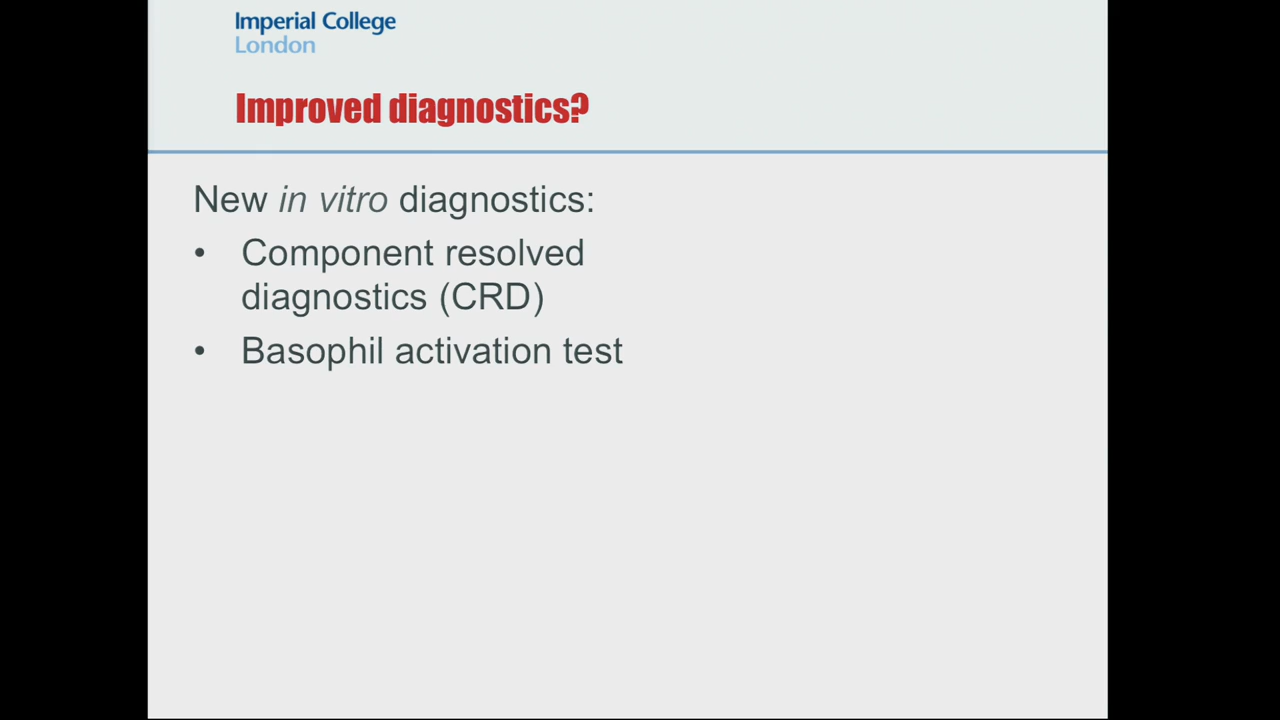 Imperial College
London
Improved diagnostics?
New in vitro diagnostics:
• Component resolved
diagnostics (CRD)
• Basophil activation test